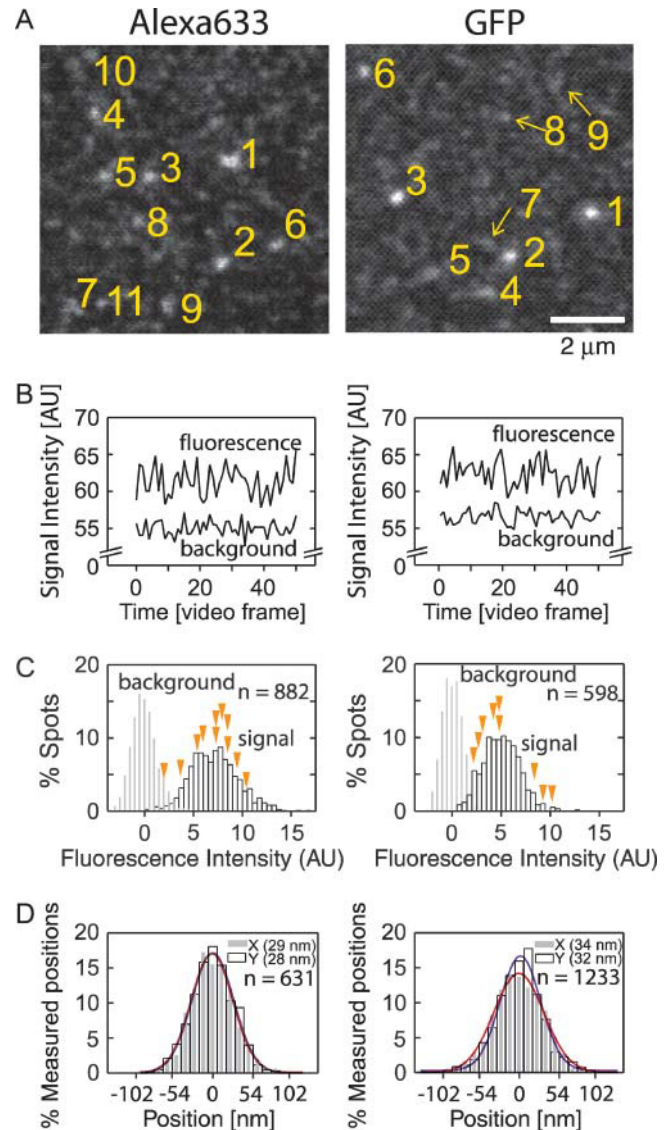 A Alexa633 GFP
10
4
5 3 1
8
2 6
7 11 9
6
8 9
3
7 1
5 2
4
2 μm
B
Signal Intensity [AU]
70
65
60
55
0
fluorescence
background
0 20 40
Time [video frame]
Signal Intensity [AU]
70
65
60
55
0
fluorescence
background
0 20 40
Time [video frame]
C
% Spots
20
10
0
background
n = 882
signal
0 5 10 15
Fluorescence Intensity (AU)
% Spots
20
10
0
background
n = 598
signal
0 5 10 15
Fluorescence Intensity (AU)
D
% Measured positions
20
15
10
5
0
X (29 nm)
Y (28 nm)
n = 631
-102 -54 0 54 102
Position [nm]
% Measured positions
20
15
10
5
0
X (34 nm)
Y (32 nm)
n = 1233
-102 -54 0 54 102
Position [nm]